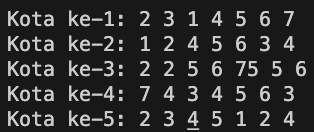 Kota ke-1: 2 3 1 4 5 6 7
Kota ke-2: 1 2 4 5 6 3 4
Kota ke-3: 2 2 5 6 75 5 6
Kota ke-4: 7 4 3 4 5 6 3
Kota ke-5: 2 3 4 5 1 2 4